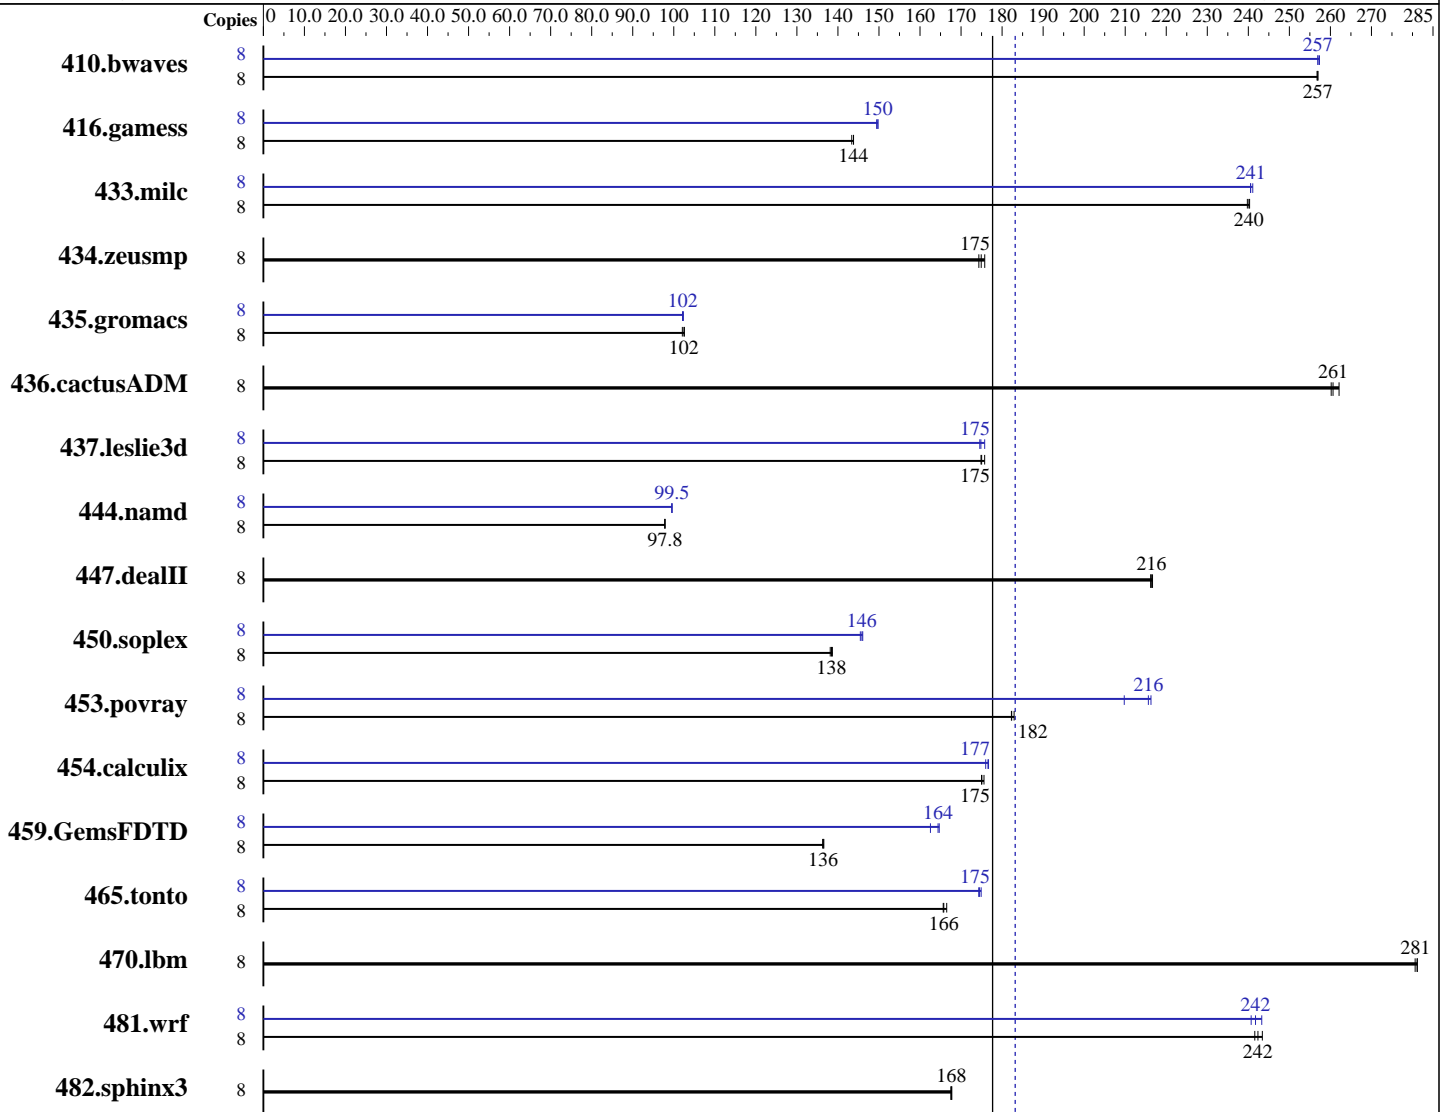 Copies 0 10.0 20.0 30.0 40.0 50.0 60.0 70.0 80.0 90.0 100 110 120 130 140 150 160 170 180 190 200 210 220 230 240 250 260 270 285
410.bwaves 8 257
8 257
416.gamess 8 150
8 144
433.milc 8 241
8 240
434.zeusmp 8 175
435.gromacs 8 102
8 102
436.cactusADM 8 261
437.leslie3d 8 175
8 175
444.namd 8 99.5
8 97.8
447.dealII 8 216
450.soplex 8 146
8 138
453.povray 8 216
8 182
454.calculix 8 177
8 175
459.GemsFDTD 8 164
8 136
465.tonto 8 175
8 166
470.lbm 8 281
481.wrf 8 242
8 242
482.sphinx3 8 168